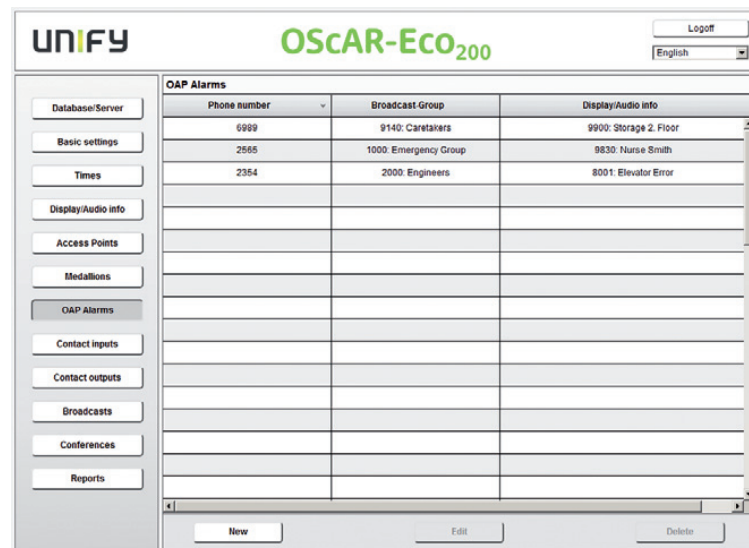 UNIFY
OScAR-Eco200
Logoff
English
Database/Server
Basic settings
Times
Display/Audio info
Access Points
Medallions
OAP Alarms
Contact inputs
Contact outputs
Broadcasts
Conferences
Reports
OAP Alarms
Phone number Broadcast-Group Display/Audio info
6989 9140: Caretakers 9900: Storage 2. Floor
2565 1000: Emergency Group 9830: Nurse Smith
2354 2000: Engineers 8001: Elevator Error
New Edit Delete